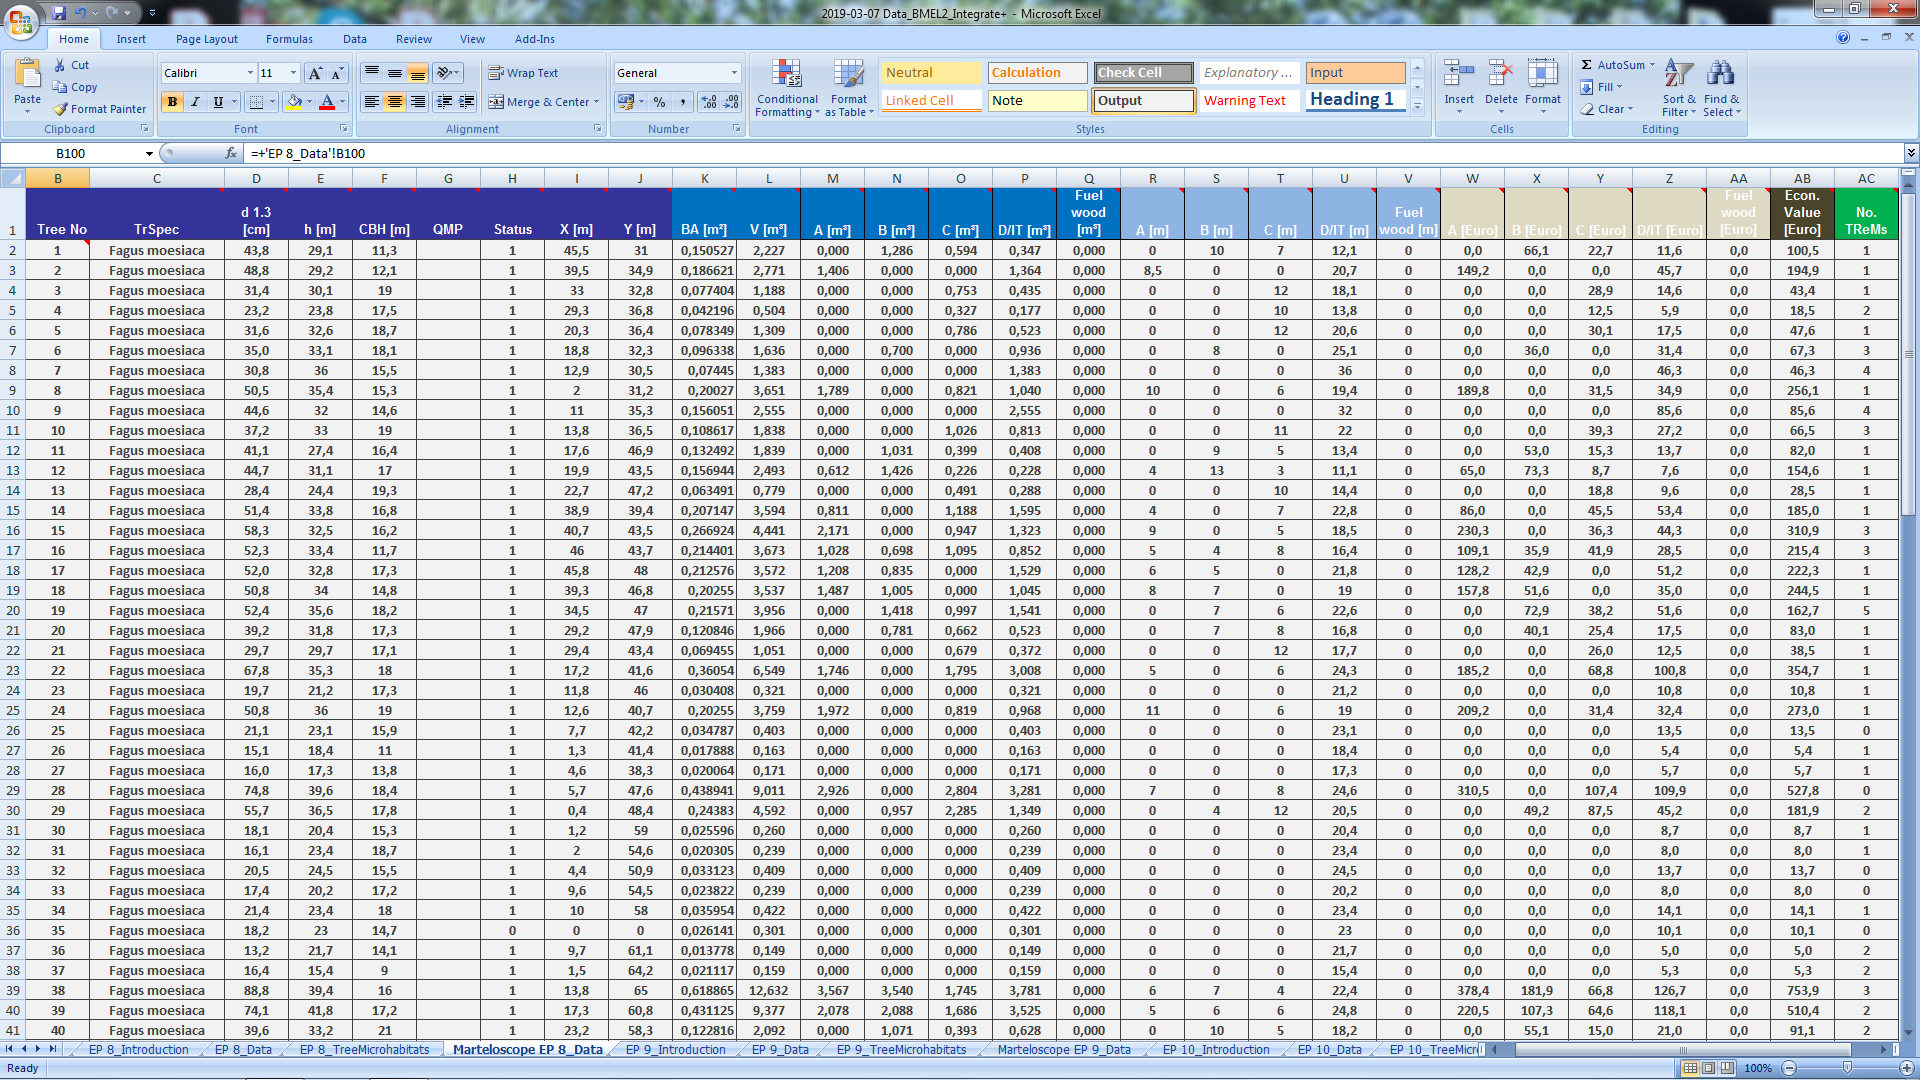 2019-03-07 Data_BMEL2_Integrate+ - Microsoft Excel
Home Insert Page Layout Formulas Data Review View Add-Ins
Paste Cut Copy Format Painter Clipboard
Calibri 11 B I U Font
Wrap Text Merge & Center Alignment
General % , Number
Conditional Formatting Format as Table
Neutral Calculation Check Cell Explanatory ... Input
Linked Cell Note Output Warning Text Heading 1
Styles
Insert Delete Format Cells
Σ AutoSum Fill Clear Sort & Filter Find & Select Editing
B100 fx =+'EP 8_Data'!B100
B C D E F G H I J K L M N O P Q R S T U V W X Y Z AA AB AC
1 Tree No TrSpec d 1.3 [cm] h [m] CBH [m] QMP Status X [m] Y [m] BA [m²] V [m³] A [m³] B [m³] C [m³] D/IT [m³] Fuel wood [m³] A [m] B [m] C [m] D/IT [m] Fuel wood [m] A [Euro] B [Euro] C [Euro] D/IT [Euro] Fuel wood [Euro] Econ. Value [Euro] No. TReMs
2 1 Fagus moesiaca 43,8 29,1 11,3 1 45,5 31 0,150527 2,227 0,000 1,286 0,594 0,347 0,000 0 10 7 12,1 0 0,0 66,1 22,7 11,6 0,0 100,5 1
3 2 Fagus moesiaca 48,8 29,2 12,1 1 39,5 34,9 0,186621 2,771 1,406 0,000 0,000 1,364 0,000 8,5 0 0 20,7 0 149,2 0,0 0,0 45,7 0,0 194,9 1
4 3 Fagus moesiaca 31,4 30,1 19 1 33 32,8 0,077404 1,188 0,000 0,000 0,753 0,435 0,000 0 0 12 18,1 0 0,0 0,0 28,9 14,6 0,0 43,4 1
5 4 Fagus moesiaca 23,2 23,8 17,5 1 29,3 36,8 0,042196 0,504 0,000 0,000 0,327 0,177 0,000 0 0 10 13,8 0 0,0 0,0 12,5 5,9 0,0 18,5 2
6 5 Fagus moesiaca 31,6 32,6 18,7 1 20,3 36,4 0,078349 1,309 0,000 0,000 0,786 0,523 0,000 0 0 12 20,6 0 0,0 0,0 30,1 17,5 0,0 47,6 1
7 6 Fagus moesiaca 35,0 33,1 18,1 1 18,8 32,3 0,096338 1,636 0,000 0,700 0,000 0,936 0,000 0 8 0 25,1 0 0,0 36,0 0,0 31,4 0,0 67,3 3
8 7 Fagus moesiaca 30,8 36 15,5 1 12,9 30,5 0,07445 1,383 0,000 0,000 0,000 1,383 0,000 0 0 0 36 0 0,0 0,0 0,0 46,3 0,0 46,3 4
9 8 Fagus moesiaca 50,5 35,4 15,3 1 2 31,2 0,20027 3,651 1,789 0,000 0,821 1,040 0,000 10 0 6 19,4 0 189,8 0,0 31,5 34,9 0,0 256,1 1
10 9 Fagus moesiaca 44,6 32 14,6 1 11 35,3 0,156051 2,555 0,000 0,000 0,000 2,555 0,000 0 0 0 32 0 0,0 0,0 0,0 85,6 0,0 85,6 4
11 10 Fagus moesiaca 37,2 33 19 1 13,8 36,5 0,108617 1,838 0,000 0,000 1,026 0,813 0,000 0 0 11 22 0 0,0 0,0 39,3 27,2 0,0 66,5 3
12 11 Fagus moesiaca 41,1 27,4 16,4 1 17,6 46,9 0,132492 1,839 0,000 1,031 0,399 0,408 0,000 0 9 5 13,4 0 0,0 53,0 15,3 13,7 0,0 82,0 1
13 12 Fagus moesiaca 44,7 31,1 17 1 19,9 43,5 0,156944 2,493 0,612 1,426 0,226 0,228 0,000 4 13 3 11,1 0 65,0 73,3 8,7 7,6 0,0 154,6 1
14 13 Fagus moesiaca 28,4 24,4 19,3 1 22,7 47,2 0,063491 0,779 0,000 0,000 0,491 0,288 0,000 0 0 10 14,4 0 0,0 0,0 18,8 9,6 0,0 28,5 1
15 14 Fagus moesiaca 51,4 33,8 16,8 1 38,9 39,4 0,207147 3,594 0,811 0,000 1,188 1,595 0,000 4 0 7 22,8 0 86,0 0,0 45,5 53,4 0,0 185,0 1
16 15 Fagus moesiaca 58,3 32,5 16,2 1 40,7 43,5 0,266924 4,441 2,171 0,000 0,947 1,323 0,000 9 0 5 18,5 0 230,3 0,0 36,3 44,3 0,0 310,9 3
17 16 Fagus moesiaca 52,3 33,4 11,7 1 46 43,7 0,214401 3,673 1,028 0,698 1,095 0,852 0,000 5 4 8 16,4 0 109,1 35,9 41,9 28,5 0,0 215,4 3
18 17 Fagus moesiaca 52,0 32,8 17,3 1 45,8 48 0,212576 3,572 1,208 0,835 0,000 1,529 0,000 6 5 0 21,8 0 128,2 42,9 0,0 51,2 0,0 222,3 1
19 18 Fagus moesiaca 50,8 34 14,8 1 39,3 46,8 0,20255 3,537 1,487 1,005 0,000 1,045 0,000 8 7 0 19 0 157,8 51,6 0,0 35,0 0,0 244,5 1
20 19 Fagus moesiaca 52,4 35,6 18,2 1 34,5 47 0,21571 3,956 0,000 1,418 0,997 1,541 0,000 0 7 6 22,6 0 0,0 72,9 38,2 51,6 0,0 162,7 5
21 20 Fagus moesiaca 39,2 31,8 17,3 1 29,2 47,9 0,120846 1,966 0,000 0,781 0,662 0,523 0,000 0 7 8 16,8 0 0,0 40,1 25,4 17,5 0,0 83,0 1
22 21 Fagus moesiaca 29,7 29,7 17,1 1 29,4 43,4 0,069455 1,051 0,000 0,000 0,679 0,372 0,000 0 0 12 17,7 0 0,0 0,0 26,0 12,5 0,0 38,5 1
23 22 Fagus moesiaca 67,8 35,3 18 1 17,2 41,6 0,36054 6,549 1,746 0,000 1,795 3,008 0,000 5 0 6 24,3 0 185,2 0,0 68,8 100,8 0,0 354,7 1
24 23 Fagus moesiaca 19,7 21,2 17,3 1 11,8 46 0,030408 0,321 0,000 0,000 0,000 0,321 0,000 0 0 0 21,2 0 0,0 0,0 0,0 10,8 0,0 10,8 1
25 24 Fagus moesiaca 50,8 36 19 1 12,6 40,7 0,20255 3,759 1,972 0,000 0,819 0,968 0,000 11 0 6 19 0 209,2 0,0 31,4 32,4 0,0 273,0 1
26 25 Fagus moesiaca 21,1 23,1 15,9 1 7,7 42,2 0,034787 0,403 0,000 0,000 0,000 0,403 0,000 0 0 0 23,1 0 0,0 0,0 0,0 13,5 0,0 13,5 0
27 26 Fagus moesiaca 15,1 18,4 11 1 1,3 41,4 0,017888 0,163 0,000 0,000 0,000 0,163 0,000 0 0 0 18,4 0 0,0 0,0 0,0 5,4 0,0 5,4 1
28 27 Fagus moesiaca 16,0 17,3 13,8 1 4,6 38,3 0,020064 0,171 0,000 0,000 0,000 0,171 0,000 0 0 0 17,3 0 0,0 0,0 0,0 5,7 0,0 5,7 1
29 28 Fagus moesiaca 74,8 39,6 18,4 1 5,7 47,6 0,438941 9,011 2,926 0,000 2,804 3,281 0,000 7 0 8 24,6 0 310,5 0,0 107,4 109,9 0,0 527,8 0
30 29 Fagus moesiaca 55,7 36,5 17,8 1 0,4 48,4 0,24383 4,592 0,000 0,957 2,285 1,349 0,000 0 4 12 20,5 0 0,0 49,2 87,5 45,2 0,0 181,9 2
31 30 Fagus moesiaca 18,1 20,4 15,3 1 1,2 59 0,025596 0,260 0,000 0,000 0,000 0,260 0,000 0 0 0 20,4 0 0,0 0,0 0,0 8,7 0,0 8,7 1
32 31 Fagus moesiaca 16,1 23,4 18,7 1 2 54,6 0,020305 0,239 0,000 0,000 0,000 0,239 0,000 0 0 0 23,4 0 0,0 0,0 0,0 8,0 0,0 8,0 1
33 32 Fagus moesiaca 20,5 24,5 15,5 1 4,4 50,9 0,033123 0,409 0,000 0,000 0,000 0,409 0,000 0 0 0 24,5 0 0,0 0,0 0,0 13,7 0,0 13,7 0
34 33 Fagus moesiaca 17,4 20,2 17,2 1 9,6 54,5 0,023822 0,239 0,000 0,000 0,000 0,239 0,000 0 0 0 20,2 0 0,0 0,0 0,0 8,0 0,0 8,0 0
35 34 Fagus moesiaca 21,4 23,4 18 1 10 58 0,035954 0,422 0,000 0,000 0,000 0,422 0,000 0 0 0 23,4 0 0,0 0,0 0,0 14,1 0,0 14,1 1
36 35 Fagus moesiaca 18,2 23 14,7 0 0 0 0,026141 0,301 0,000 0,000 0,000 0,301 0,000 0 0 0 23 0 0,0 0,0 0,0 10,1 0,0 10,1 0
37 36 Fagus moesiaca 13,2 21,7 14,1 1 9,7 61,1 0,013778 0,149 0,000 0,000 0,000 0,149 0,000 0 0 0 21,7 0 0,0 0,0 0,0 5,0 0,0 5,0 2
38 37 Fagus moesiaca 16,4 15,4 9 1 1,5 64,2 0,021117 0,159 0,000 0,000 0,000 0,159 0,000 0 0 0 15,4 0 0,0 0,0 0,0 5,3 0,0 5,3 2
39 38 Fagus moesiaca 88,8 39,4 16 1 13,8 65 0,618865 12,632 3,567 3,540 1,745 3,781 0,000 6 7 4 22,4 0 378,4 181,9 66,8 126,7 0,0 753,9 3
40 39 Fagus moesiaca 74,1 41,8 17,2 1 17,3 60,8 0,431125 9,377 2,078 2,088 1,686 3,525 0,000 5 6 6 24,8 0 220,5 107,3 64,6 118,1 0,0 510,4 2
41 40 Fagus moesiaca 39,6 33,2 21 1 23,2 58,3 0,122816 2,092 0,000 1,071 0,393 0,628 0,000 0 10 5 18,2 0 0,0 55,1 15,0 21,0 0,0 91,1 2
EP 8_Introduction EP 8_Data EP 8_TreeMicrohabitats Marteloscope EP 8_Data EP 9_Introduction EP 9_Data EP 9_TreeMicrohabitats Marteloscope EP 9_Data EP 10_Introduction EP 10_Data EP 10_TreeMicr
Ready 100%